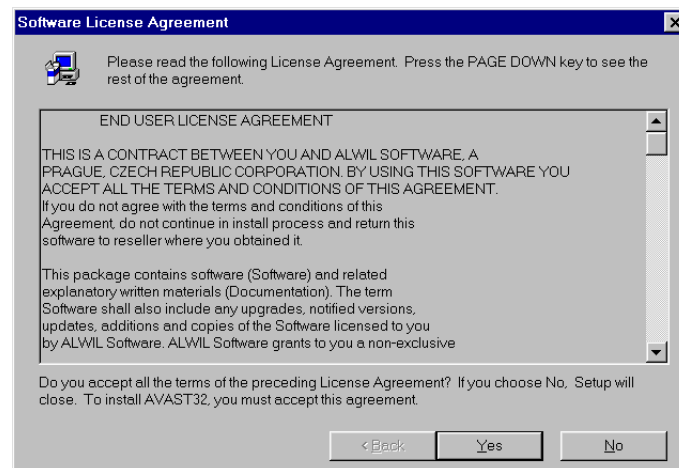 Software License Agreement
Please read the following License Agreement. Press the PAGE DOWN key to see the
rest of the agreement.
END USER LICENSE AGREEMENT
THIS IS A CONTRACT BETWEEN YOU AND ALWIL SOFTWARE, A
PRAGUE, CZECH REPUBLIC CORPORATION. BY USING THIS SOFTWARE YOU
ACCEPT ALL THE TERMS AND CONDITIONS OF THIS AGREEMENT.
If you do not agree with the terms and conditions of this
Agreement, do not continue in install process and return this
software to reseller where you obtained it.
This package contains software (Software) and related
explanatory written materials (Documentation). The term
Software shall also include any upgrades, notified versions,
updates, additions and copies of the Software licensed to you
by ALWIL Software. ALWIL Software grants to you a non-exclusive
Do you accept all the terms of the preceding License Agreement? If you choose No, Setup will
close. To install AVAST32, you must accept this agreement.
< Back Yes No